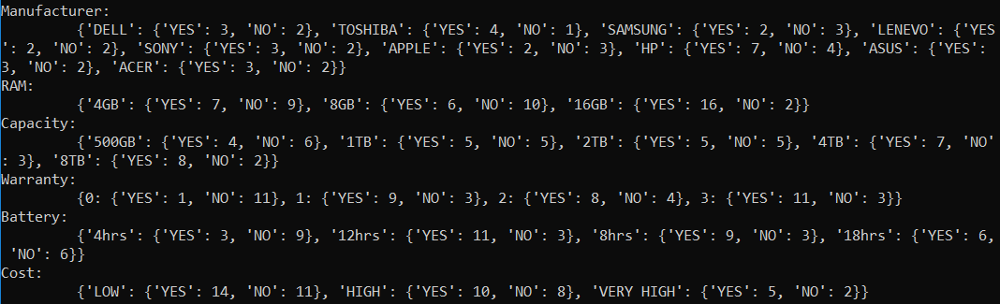 Manufacturer:
{'DELL': {'YES': 3, 'NO': 2}, 'TOSHIBA': {'YES': 4, 'NO': 1}, 'SAMSUNG': {'YES': 2, 'NO': 3}, 'LENEVO': {'YES
': 2, 'NO': 2}, 'SONY': {'YES': 3, 'NO': 2}, 'APPLE': {'YES': 2, 'NO': 3}, 'HP': {'YES': 7, 'NO': 4}, 'ASUS': {'YES':
3, 'NO': 2}, 'ACER': {'YES': 3, 'NO': 2}}
RAM:
{'4GB': {'YES': 7, 'NO': 9}, '8GB': {'YES': 6, 'NO': 10}, '16GB': {'YES': 16, 'NO': 2}}
Capacity:
{'500GB': {'YES': 4, 'NO': 6}, '1TB': {'YES': 5, 'NO': 5}, '2TB': {'YES': 5, 'NO': 5}, '4TB': {'YES': 7, 'NO'
: 3}, '8TB': {'YES': 8, 'NO': 2}}
Warranty:
{0: {'YES': 1, 'NO': 11}, 1: {'YES': 9, 'NO': 3}, 2: {'YES': 8, 'NO': 4}, 3: {'YES': 11, 'NO': 3}}
Battery:
{'4hrs': {'YES': 3, 'NO': 9}, '12hrs': {'YES': 11, 'NO': 3}, '8hrs': {'YES': 9, 'NO': 3}, '18hrs': {'YES': 6,
'NO': 6}}
Cost:
{'LOW': {'YES': 14, 'NO': 11}, 'HIGH': {'YES': 10, 'NO': 8}, 'VERY HIGH': {'YES': 5, 'NO': 2}}